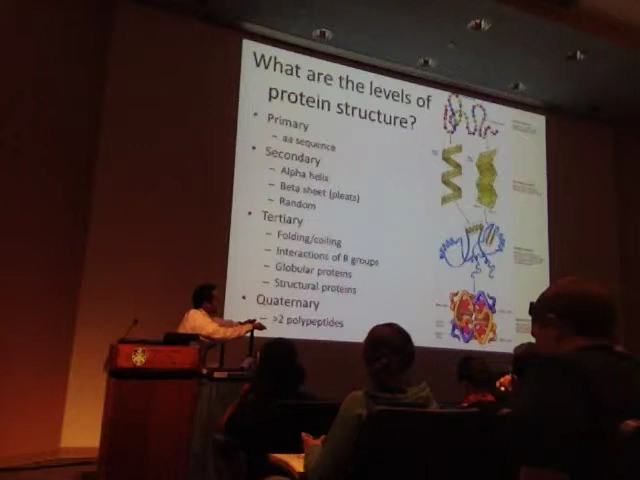 What are the levels of
protein structure?
• Primary
– aa sequence
• Secondary
– Alpha helix
– Beta sheet (pleats)
– Random
• Tertiary
– Folding/coiling
– Interactions of R groups
– Globular proteins
– Structural proteins
• Quaternary
– >2 polypeptides